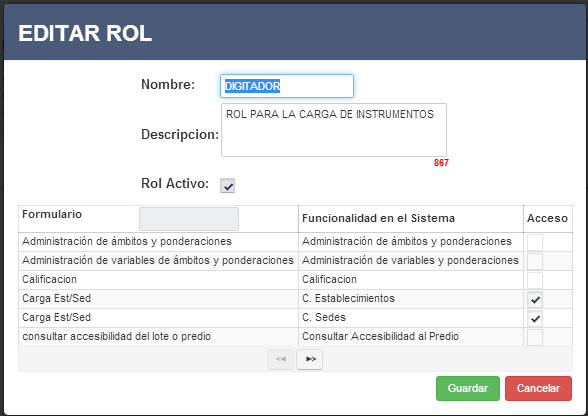 EDITAR ROL
Nombre: DIGITADOR
ROL PARA LA CARGA DE INSTRUMENTOS
Descripcion:
867
Rol Activo:
Formulario Funcionalidad en el Sistema Acceso
Administración de ámbitos y ponderaciones Administración de ámbitos y ponderaciones
Administración de variables de ámbitos y ponderaciones Administración de variables y ponderaciones
Calificacion Calificacion
Carga Est/Sed C. Establecimientos
Carga Est/Sed C. Sedes
consultar accesibilidad del lote o predio Consultar Accesibilidad al Predio
Guardar Cancelar